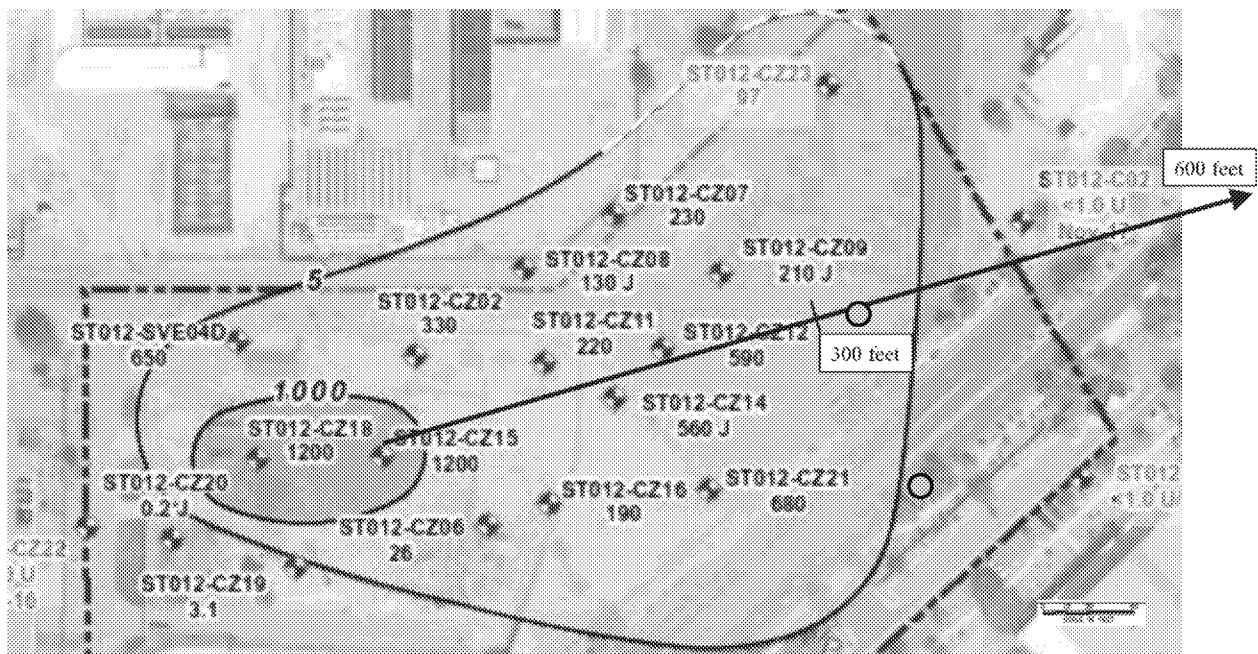 ST012-CZ23
97
600 feet
ST012-C02
<1.0 U
ST012-CZ07
230
ST012-CZ09
210 J
ST012-CZ08
130 J
5
ST012-CZ02
330
ST012-SVE04D
650
ST012-CZ11
220
ST012-CZ12
590
300 feet
1000
ST012-CZ14
560 J
ST012-CZ18
1200
ST012-CZ15
1200
ST012-CZ20
0.2 J
ST012-CZ21
680
ST012-CZ16
190
ST012
<1.0 U
ST012-CZ06
26
-CZ22
-16
ST012-CZ19
3.1